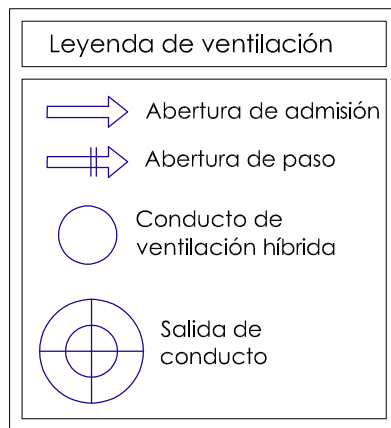 Leyenda de ventilación
Abertura de admisión
Abertura de paso
Conducto de
ventilación híbrida
Salida de
conducto